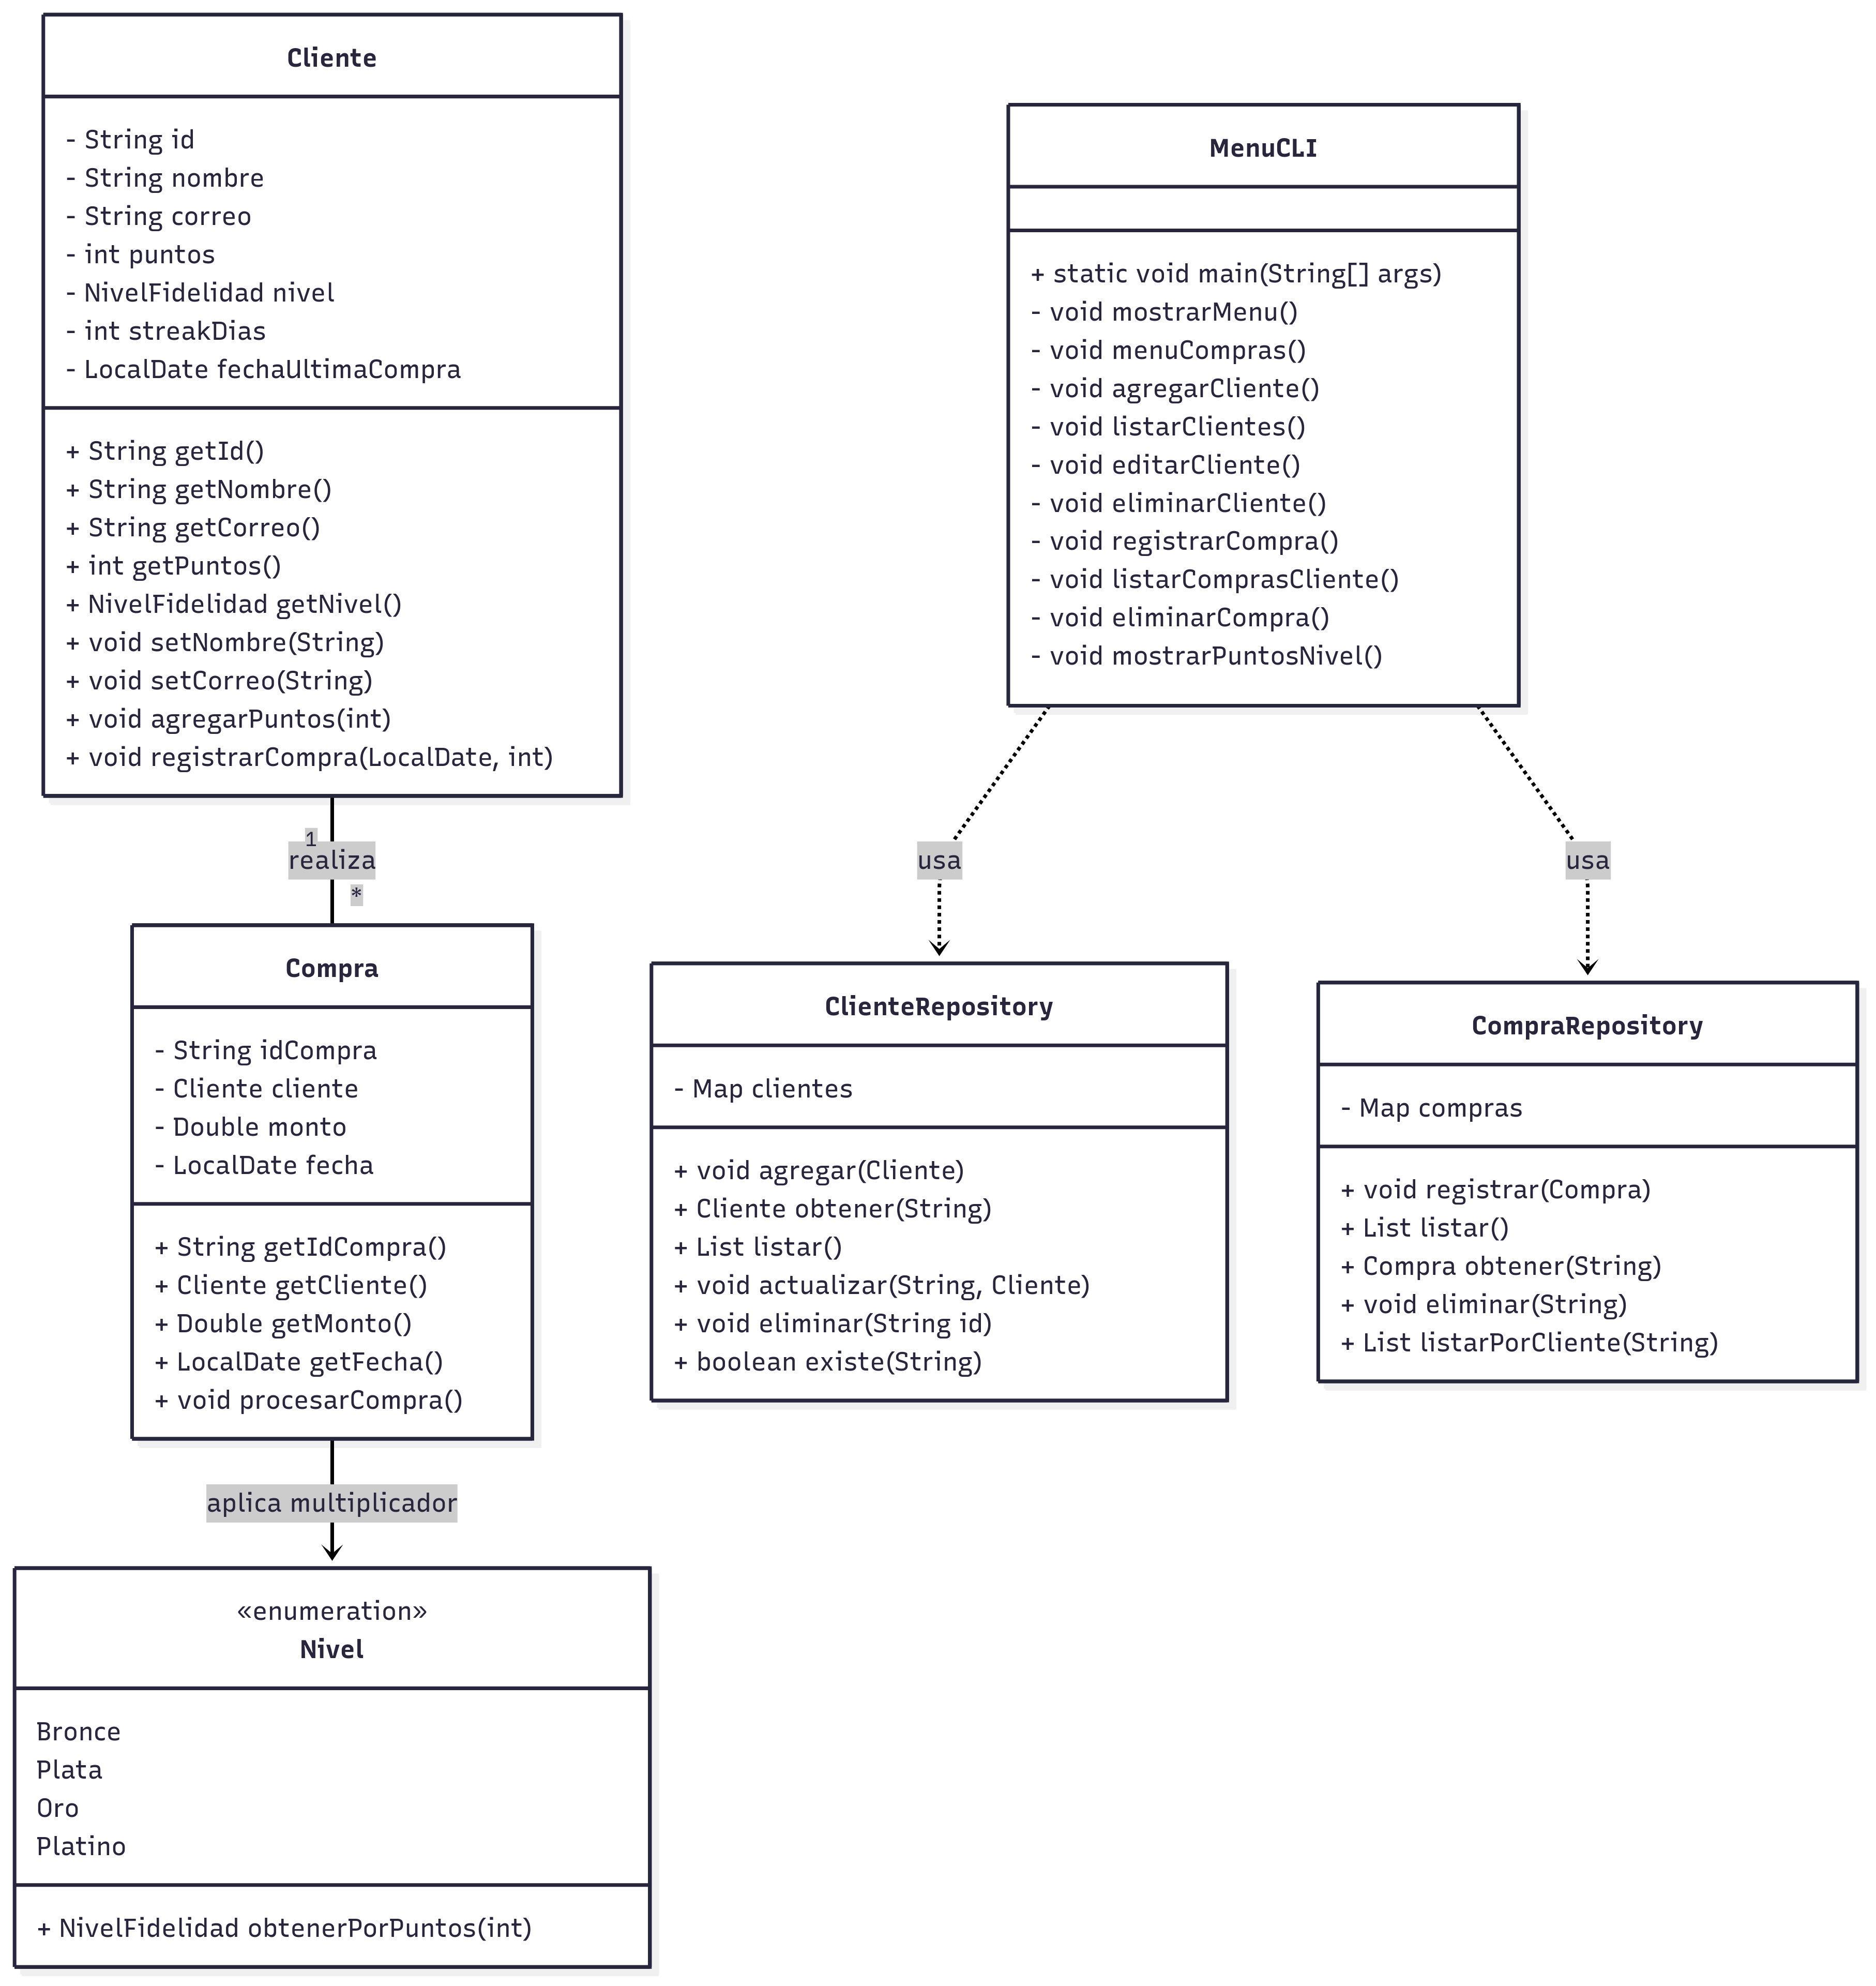 Cliente
- String id
- String nombre
- String correo
- int puntos
- NivelFidelidad nivel
- int streakDias
- LocalDate fechaUltimaCompra
+ String getId()
+ String getNombre()
+ String getCorreo()
+ int getPuntos()
+ NivelFidelidad getNivel()
+ void setNombre(String)
+ void setCorreo(String)
+ void agregarPuntos(int)
+ void registrarCompra(LocalDate, int)
1
realiza
*
Compra
- String idCompra
- Cliente cliente
- Double monto
- LocalDate fecha
+ String getIdCompra()
+ Cliente getCliente()
+ Double getMonto()
+ LocalDate getFecha()
+ void procesarCompra()
aplica multiplicador
«enumeration»
Nivel
Bronce
Plata
Oro
Platino
+ NivelFidelidad obtenerPorPuntos(int)
MenuCLI
+ static void main(String[] args)
- void mostrarMenu()
- void menuCompras()
- void agregarCliente()
- void listarClientes()
- void editarCliente()
- void eliminarCliente()
- void registrarCompra()
- void listarComprasCliente()
- void eliminarCompra()
- void mostrarPuntosNivel()
usa
usa
ClienteRepository
- Map clientes
+ void agregar(Cliente)
+ Cliente obtener(String)
+ List listar()
+ void actualizar(String, Cliente)
+ void eliminar(String id)
+ boolean existe(String)
CompraRepository
- Map compras
+ void registrar(Compra)
+ List listar()
+ Compra obtener(String)
+ void eliminar(String)
+ List listarPorCliente(String)